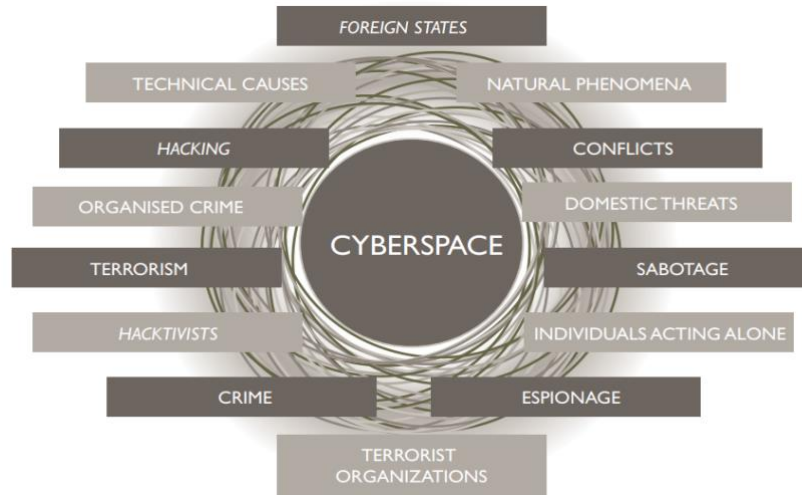 FOREIGN STATES
TECHNICAL CAUSES
NATURAL PHENOMENA
HACKING
CONFLICTS
ORGANISED CRIME
DOMESTIC THREATS
CYBERSPACE
TERRORISM
SABOTAGE
HACKTIVISTS
INDIVIDUALS ACTING ALONE
CRIME
ESPIONAGE
TERRORIST
ORGANIZATIONS